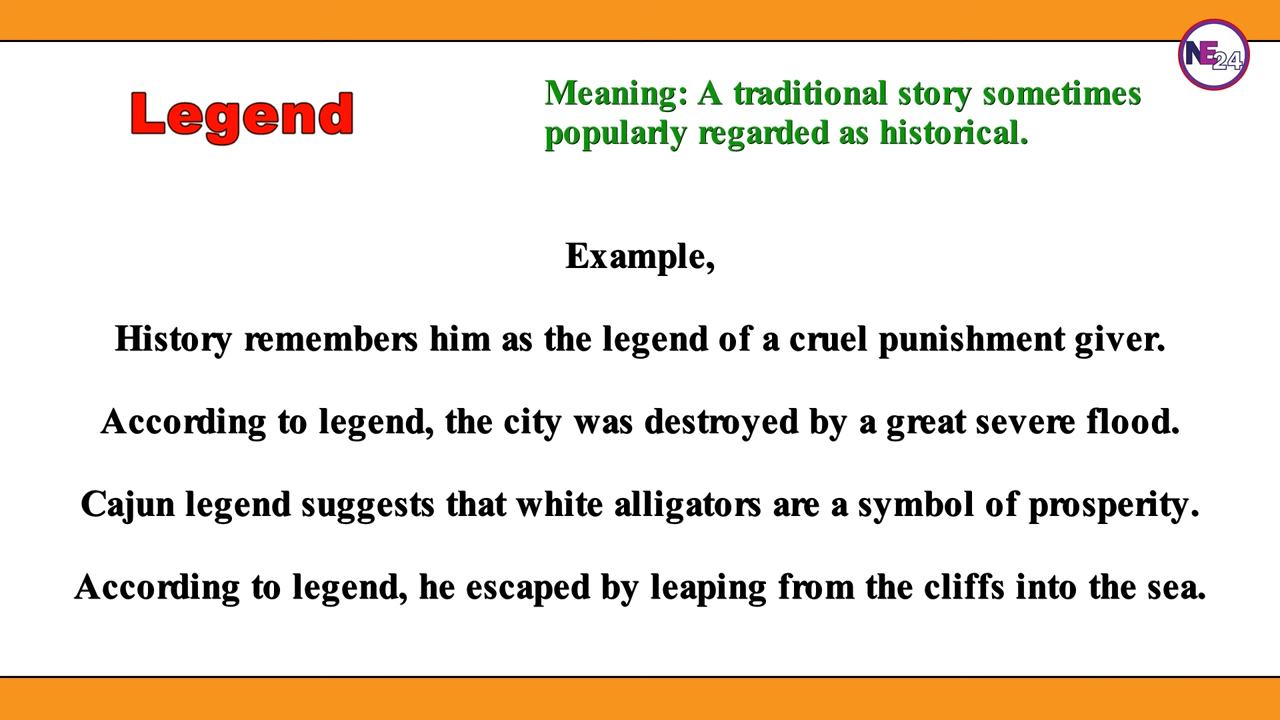 Legend
Meaning: A traditional story sometimes
popularly regarded as historical.
NE24
Example,
History remembers him as the legend of a cruel punishment giver.
According to legend, the city was destroyed by a great severe flood.
Cajun legend suggests that white alligators are a symbol of prosperity.
According to legend, he escaped by leaping from the cliffs into the sea.